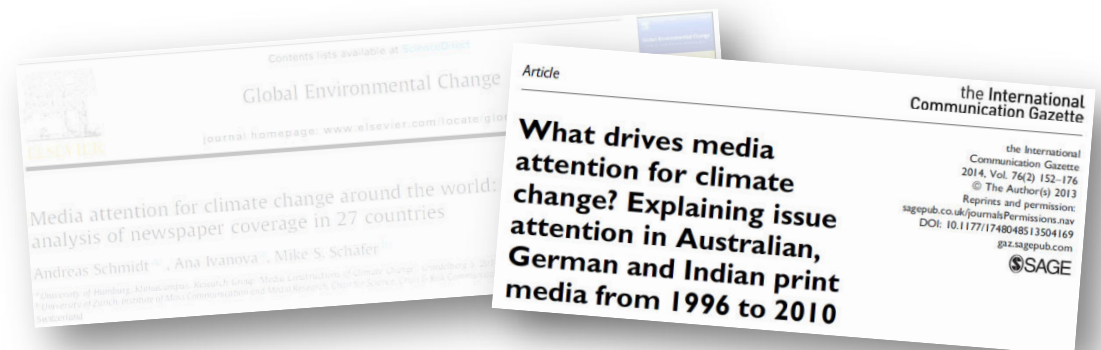 Contents lists available at ScienceDirect
Global Environmental Change
journal homepage: www.elsevier.com/locate/glo
ELSEVIER
Media attention for climate change around the world:
analysis of newspaper coverage in 27 countries
Andreas Schmidt, Ana Ivanova, Mike S. Schäfer
Switzerland
Article
the International
Communication Gazette
What drives media
attention for climate
change? Explaining issue
attention in Australian,
German and Indian print
media from 1996 to 2010
the International
Communication Gazette
2014, Vol. 76(2) 152–176
© The Author(s) 2013
Reprints and permission:
sagepub.co.uk/journalsPermissions.nav
DOI: 10.1177/1748048513504169
gaz.sagepub.com
SAGE